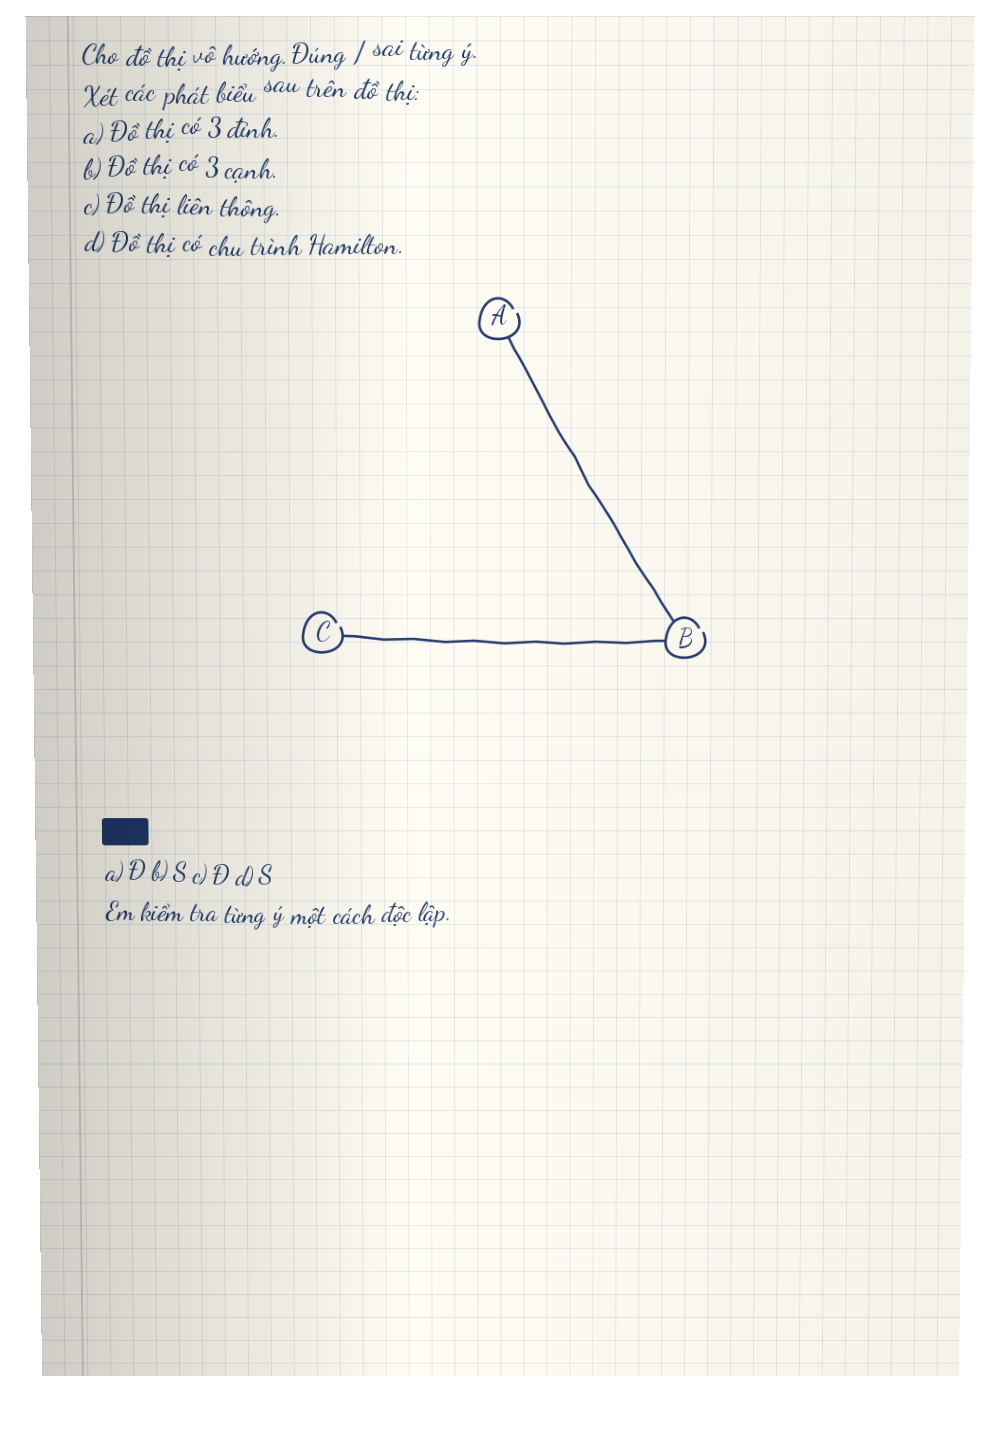 Cho đồ thị vô hướng. Đúng / sai từng ý.
Xét các phát biểu sau trên đồ thị:
a) Đồ thị có 3 đỉnh.
b) Đồ thị có 3 cạnh.
c) Đồ thị liên thông.
d) Đồ thị có chu trình Hamilton.
A
C
B
a) Đ b) S c) Đ d) S
Em kiểm tra từng ý một cách độc lập.